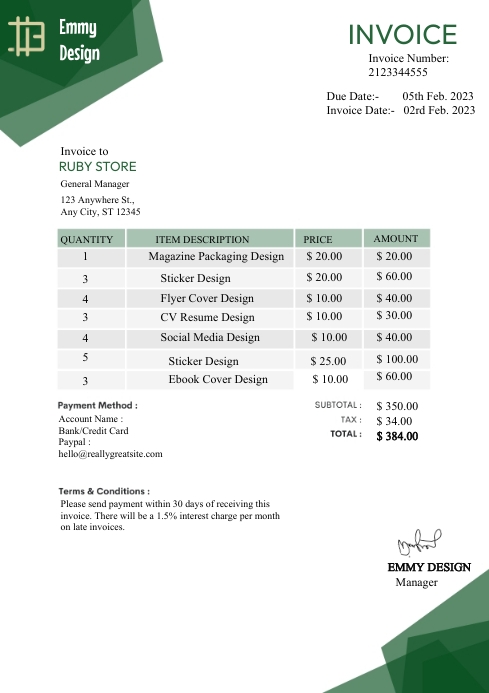 Emmy
Design
INVOICE
Invoice Number:
2123344555
Due Date:- 05th Feb. 2023
Invoice Date:- 02rd Feb. 2023
Invoice to
RUBY STORE
General Manager
123 Anywhere St.,
Any City, ST 12345
QUANTITY ITEM DESCRIPTION PRICE AMOUNT
1 Magazine Packaging Design $ 20.00 $ 20.00
3 Sticker Design $ 20.00 $ 60.00
4 Flyer Cover Design $ 10.00 $ 40.00
3 CV Resume Design $ 10.00 $ 30.00
4 Social Media Design $ 10.00 $ 40.00
5 Sticker Design $ 25.00 $ 100.00
3 Ebook Cover Design $ 10.00 $ 60.00
Payment Method : SUBTOTAL : $ 350.00
Account Name : TAX : $ 34.00
Bank/Credit Card TOTAL : $ 384.00
Paypal :
hello@reallygreatsite.com
Terms & Conditions :
Please send payment within 30 days of receiving this
invoice. There will be a 1.5% interest charge per month
on late invoices.
EMMY DESIGN
Manager